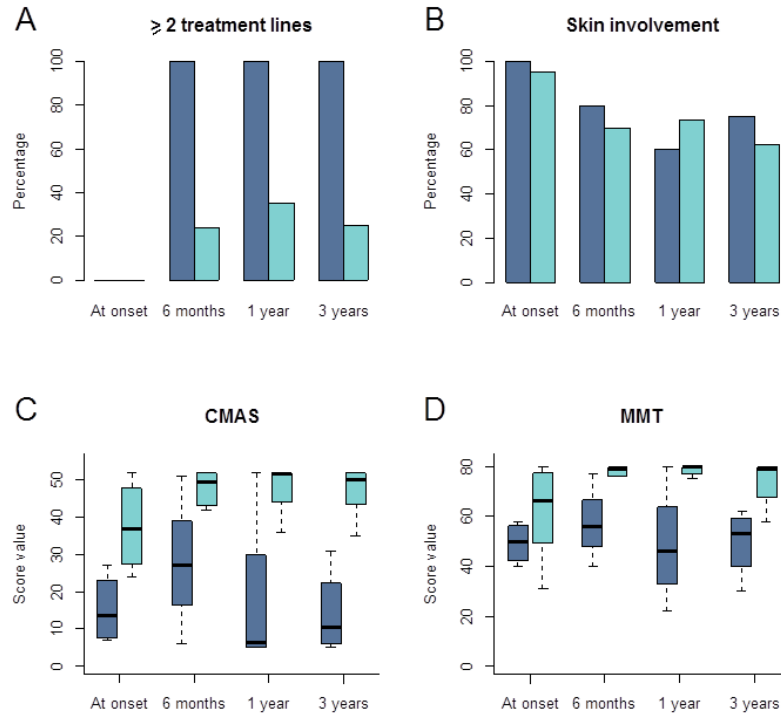 A
≥ 2 treatment lines
Percentage
0 20 40 60 80 100
At onset 6 months 1 year 3 years
B
Skin involvement
Percentage
0 20 40 60 80 100
At onset 6 months 1 year 3 years
C
CMAS
Score value
0 10 20 30 40 50
At onset 6 months 1 year 3 years
D
MMT
Score value
0 20 40 60 80
At onset 6 months 1 year 3 years